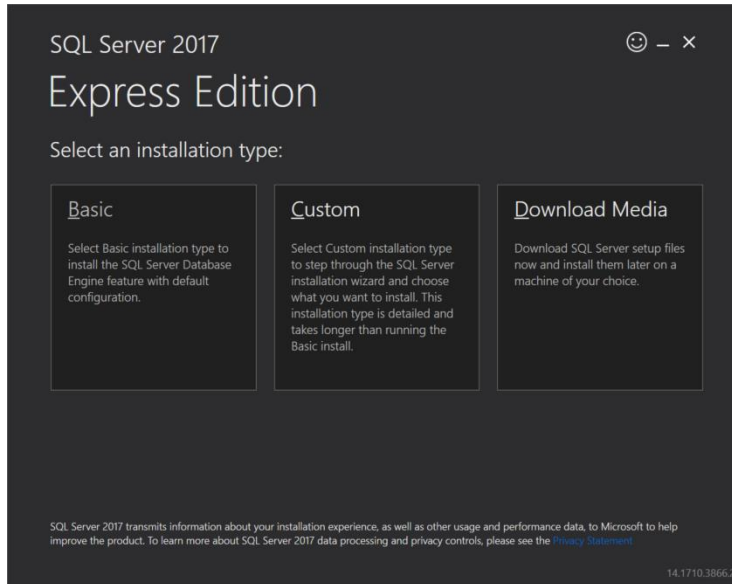 SQL Server 2017
Express Edition
Select an installation type:
Basic
Select Basic installation type to
install the SQL Server Database
Engine feature with default
configuration.
Custom
Select Custom installation type
to step through the SQL Server
installation wizard and choose
what you want to install. This
installation type is detailed and
takes longer than running the
Basic install.
Download Media
Download SQL Server setup files
now and install them later on a
machine of your choice.
SQL Server 2017 transmits information about your installation experience, as well as other usage and performance data, to Microsoft to help
improve the product. To learn more about SQL Server 2017 data processing and privacy controls, please see the Privacy Statement
14.1710.3866.